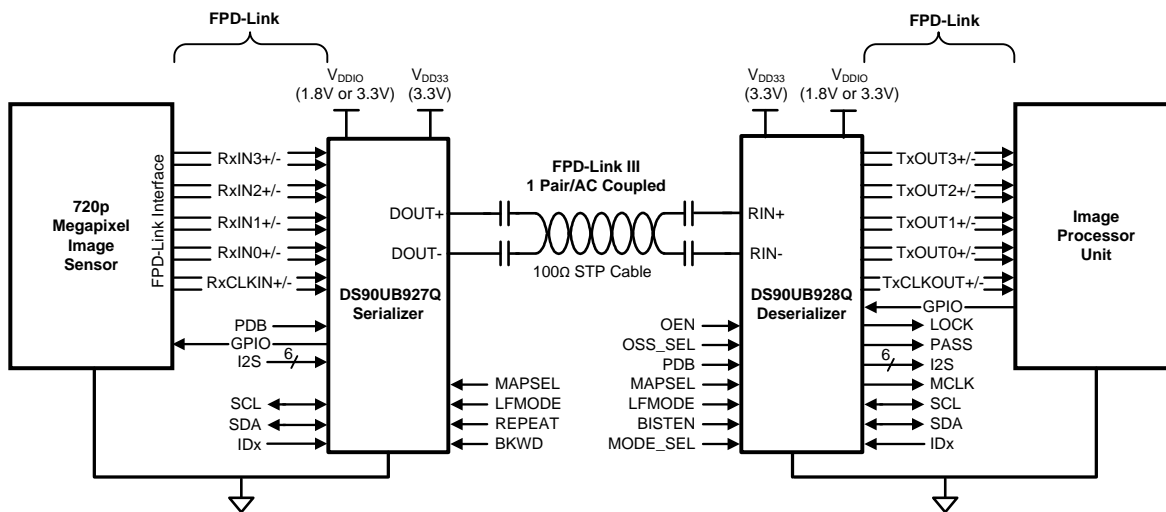 FPD-Link
FPD-Link
VDDIO
(1.8V or 3.3V)
VDD33
(3.3V)
VDD33
(3.3V)
VDDIO
(1.8V or 3.3V)
720p
Megapixel
Image
Sensor
FPD-Link Interface
RxIN3+/-
RxIN2+/-
RxIN1+/-
RxIN0+/-
RxCLKIN+/-
PDB
GPIO
I2S
6
SCL
SDA
IDx
DS90UB927Q
Serializer
DOUT+
DOUT-
MAPSEL
LFMODE
REPEAT
BKWD
FPD-Link III
1 Pair/AC Coupled
100Ω STP Cable
OEN
OSS_SEL
PDB
MAPSEL
LFMODE
BISTEN
MODE_SEL
RIN+
RIN-
DS90UB928Q
Deserializer
TxOUT3+/-
TxOUT2+/-
TxOUT1+/-
TxOUT0+/-
TxCLKOUT+/-
GPIO
LOCK
PASS
6
I2S
MCLK
SCL
SDA
IDx
Image
Processor
Unit